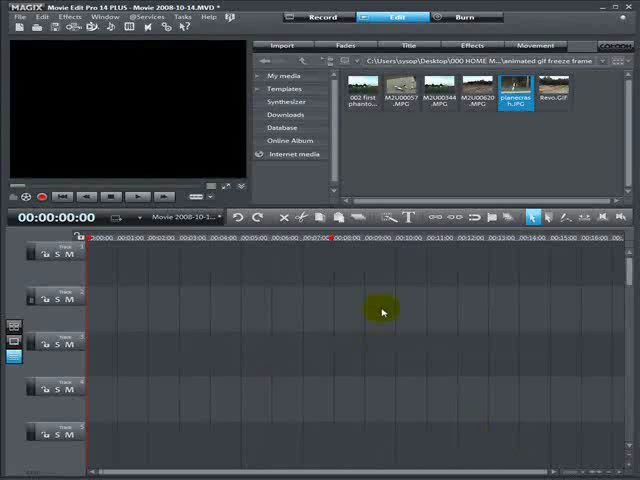 MAGIX Movie Edit Pro 14 PLUS - Movie 2008-10-14.MVD *
File Edit Effects Window @Services Tasks Help
Record Edit Burn
Import Fades Title Effects Movement
C:\Users\sysop\Desktop\000 HOME M...\animated gif freeze frame
My media
Templates
Synthesizer
Downloads
Database
Online Album
Internet media
002 first phanto...
M2U00057.MPG
M2U00344.MPG
M2U00620.MPG
planecrash.JPG
Revo.GIF
00:00:00:00 Movie 2008-10-1... *
00:01:00 00:02:00 00:03:00 00:04:00 00:05:00 00:06:00 00:07:00 00:08:00 00:09:00 00:10:00 00:11:00 00:12:00 00:13:00 00:14:00 00:15:00 00:16:00
Track 1
S M
Track 2
S M
Track 3
S M
Track 4
S M
Track 5
S M